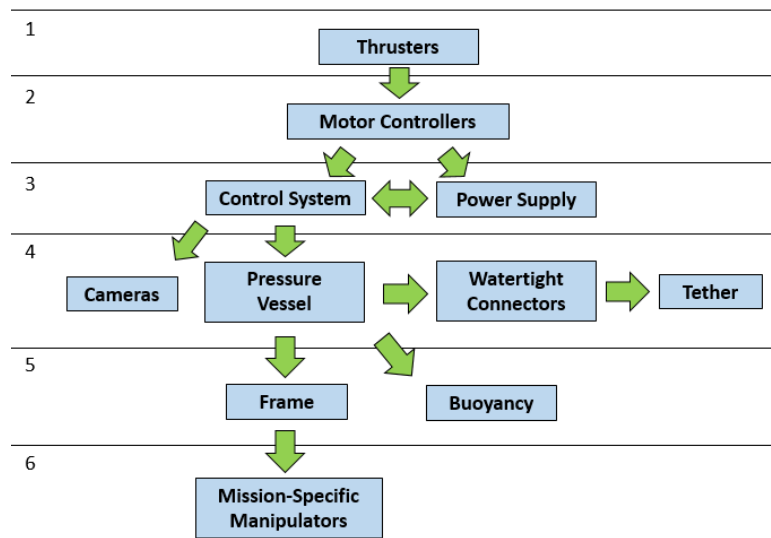 1
Thrusters
2
Motor Controllers
3
Control System
Power Supply
4
Cameras
Pressure
Vessel
Watertight
Connectors
Tether
5
Frame
Buoyancy
6
Mission-Specific
Manipulators